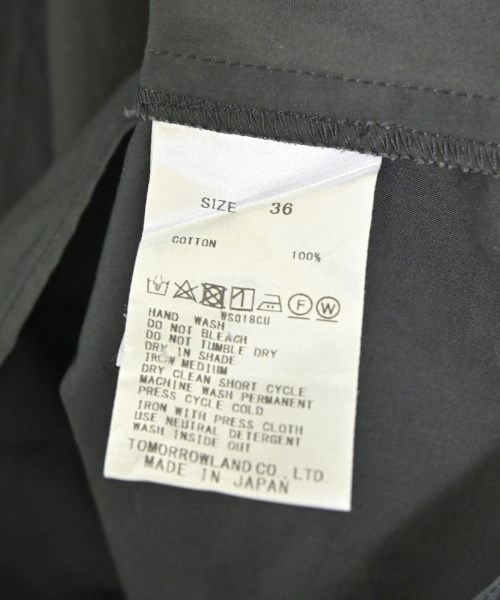 SIZE 36
COTTON 100%
F W
WS018CU
HAND WASH
DO NOT BLEACH
DO NOT TUMBLE DRY
DRY IN SHADE
IRON MEDIUM
DRY CLEAN SHORT CYCLE
MACHINE WASH PERMANENT
PRESS CYCLE COLD
IRON WITH PRESS CLOTH
USE NEUTRAL DETERGENT
WASH INSIDE OUT
TOMORROWLAND CO., LTD.
MADE IN JAPAN